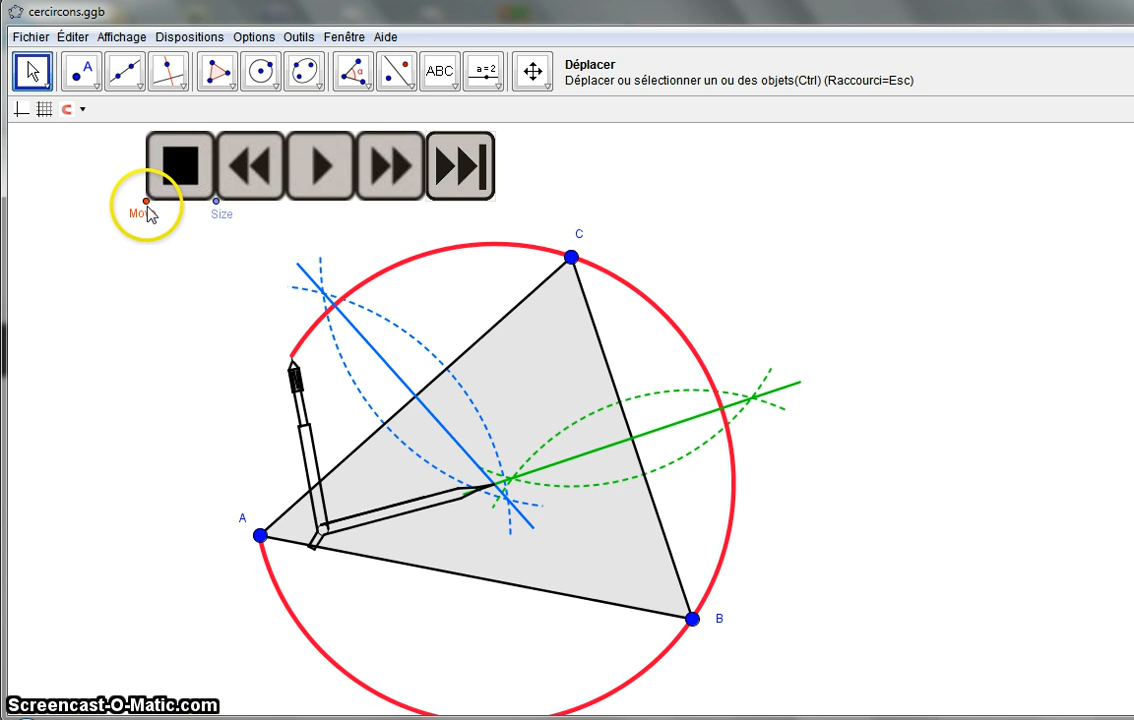 cercircons.ggb
Fichier Éditer Affichage Dispositions Options Outils Fenêtre Aide
A
α
ABC
a=2
Déplacer
Déplacer ou sélectionner un ou des objets(Ctrl) (Raccourci=Esc)
Size
C
A
B
Screencast-O-Matic.com